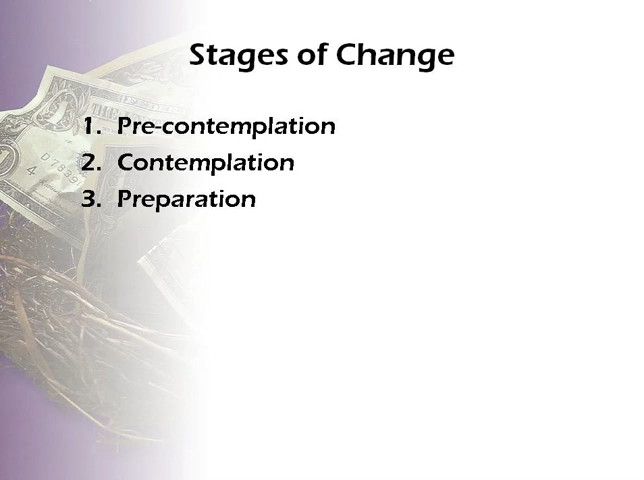 Stages of Change
1. Pre-contemplation
2. Contemplation
3. Preparation